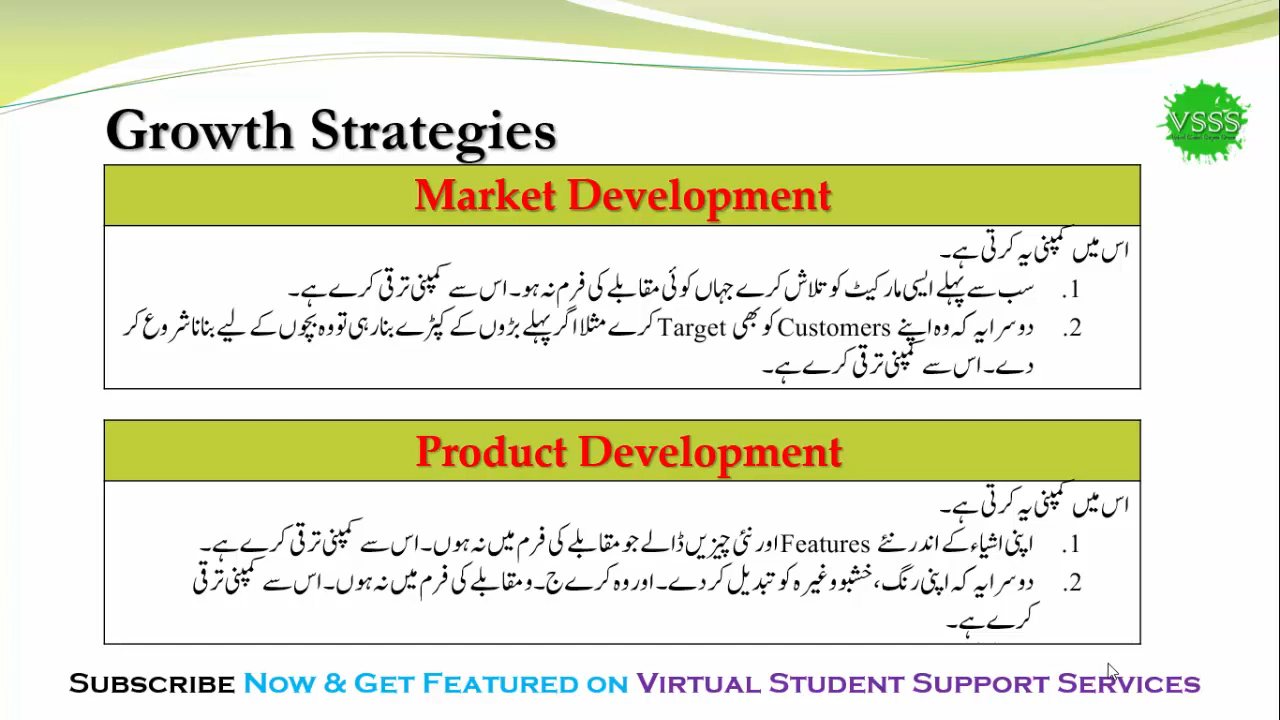 Growth Strategies
VSSS
Market Development
اس میں کمپنی یہ کرتی ہے۔
1. سب سے پہلے ایسی مارکیٹ کو تلاش کرے جہاں کوئی مقابلے کی فرم نہ ہو۔ اس سے کمپنی ترقی کرے ہے۔
2. دوسرا یہ کہ وہ اپنے Customers کو بھی Target کرے مثلا اگر پہلے بڑوں کے کپڑے بنا رہی تو وہ بچوں کے لیے بنانا شروع کر
دے۔ اس سے کمپنی ترقی کرے ہے۔
Product Development
اس میں کمپنی یہ کرتی ہے۔
1. اپنی اشیاء کے اندر نئے Features اور نئی چیزیں ڈالے جو مقابلے کی فرم میں نہ ہوں۔ اس سے کمپنی ترقی کرے ہے۔
2. دوسرا یہ کہ اپنی رنگ، خشبو وغیرہ کو تبدیل کر دے۔ اور وہ کرے ج۔و مقابلے کی فرم میں نہ ہوں۔ اس سے کمپنی ترقی
کرے ہے۔
Subscribe Now & Get Featured on Virtual Student Support Services